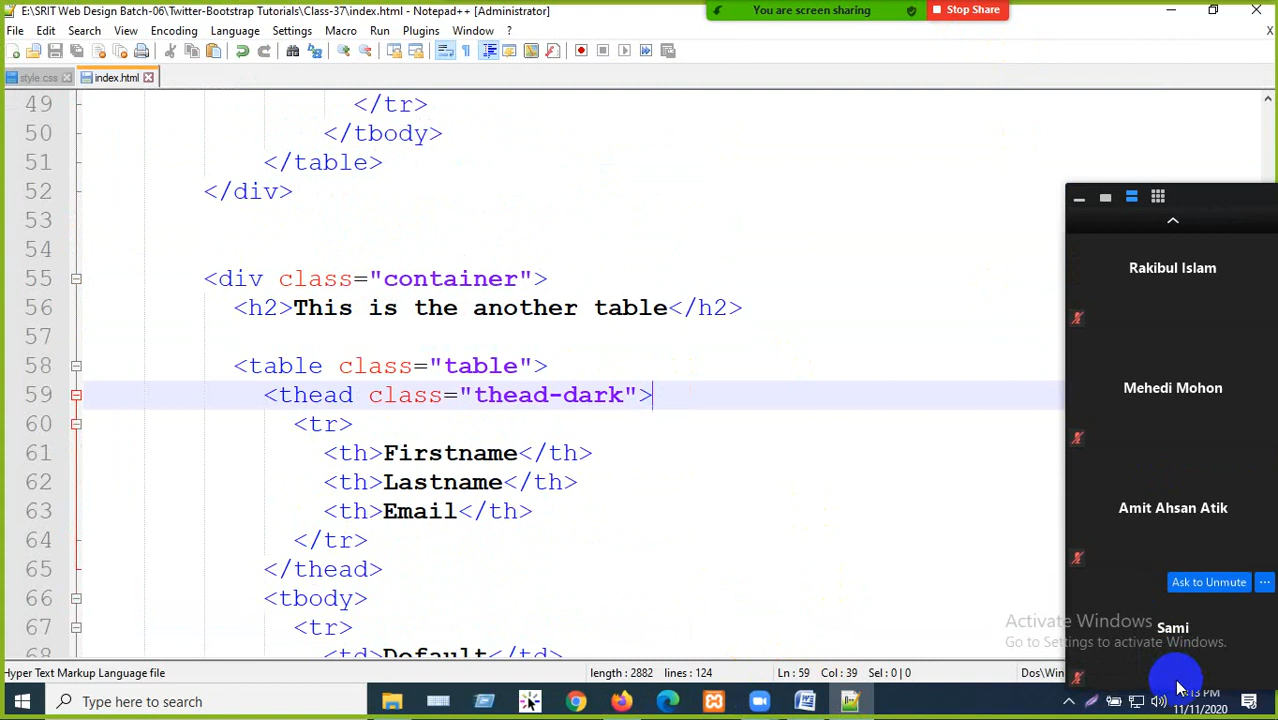 E:\SRIT Web Design Batch-06\Twitter-Bootstrap Tutorials\Class-37\index.html - Notepad++ [Administrator]
You are screen sharing
Stop Share
File Edit Search View Encoding Language Settings Macro Run Plugins Window ?
X
style.css
index.html
49 </tr>
50 </tbody>
51 </table>
52 </div>
53
54
55 <div class="container">
56 <h2>This is the another table</h2>
57
58 <table class="table">
59 <thead class="thead-dark">
60 <tr>
61 <th>Firstname</th>
62 <th>Lastname</th>
63 <th>Email</th>
64 </tr>
65 </thead>
66 <tbody>
67 <tr>
68 <td>Default</td>
Rakibul Islam
Mehedi Mohon
Amit Ahsan Atik
Ask to Unmute
Sami
Activate Windows
Go to Settings to activate Windows.
Hyper Text Markup Language file
length : 2882 lines : 124
Ln : 59 Col : 39 Sel : 0 | 0
Type here to search
11/11/2020